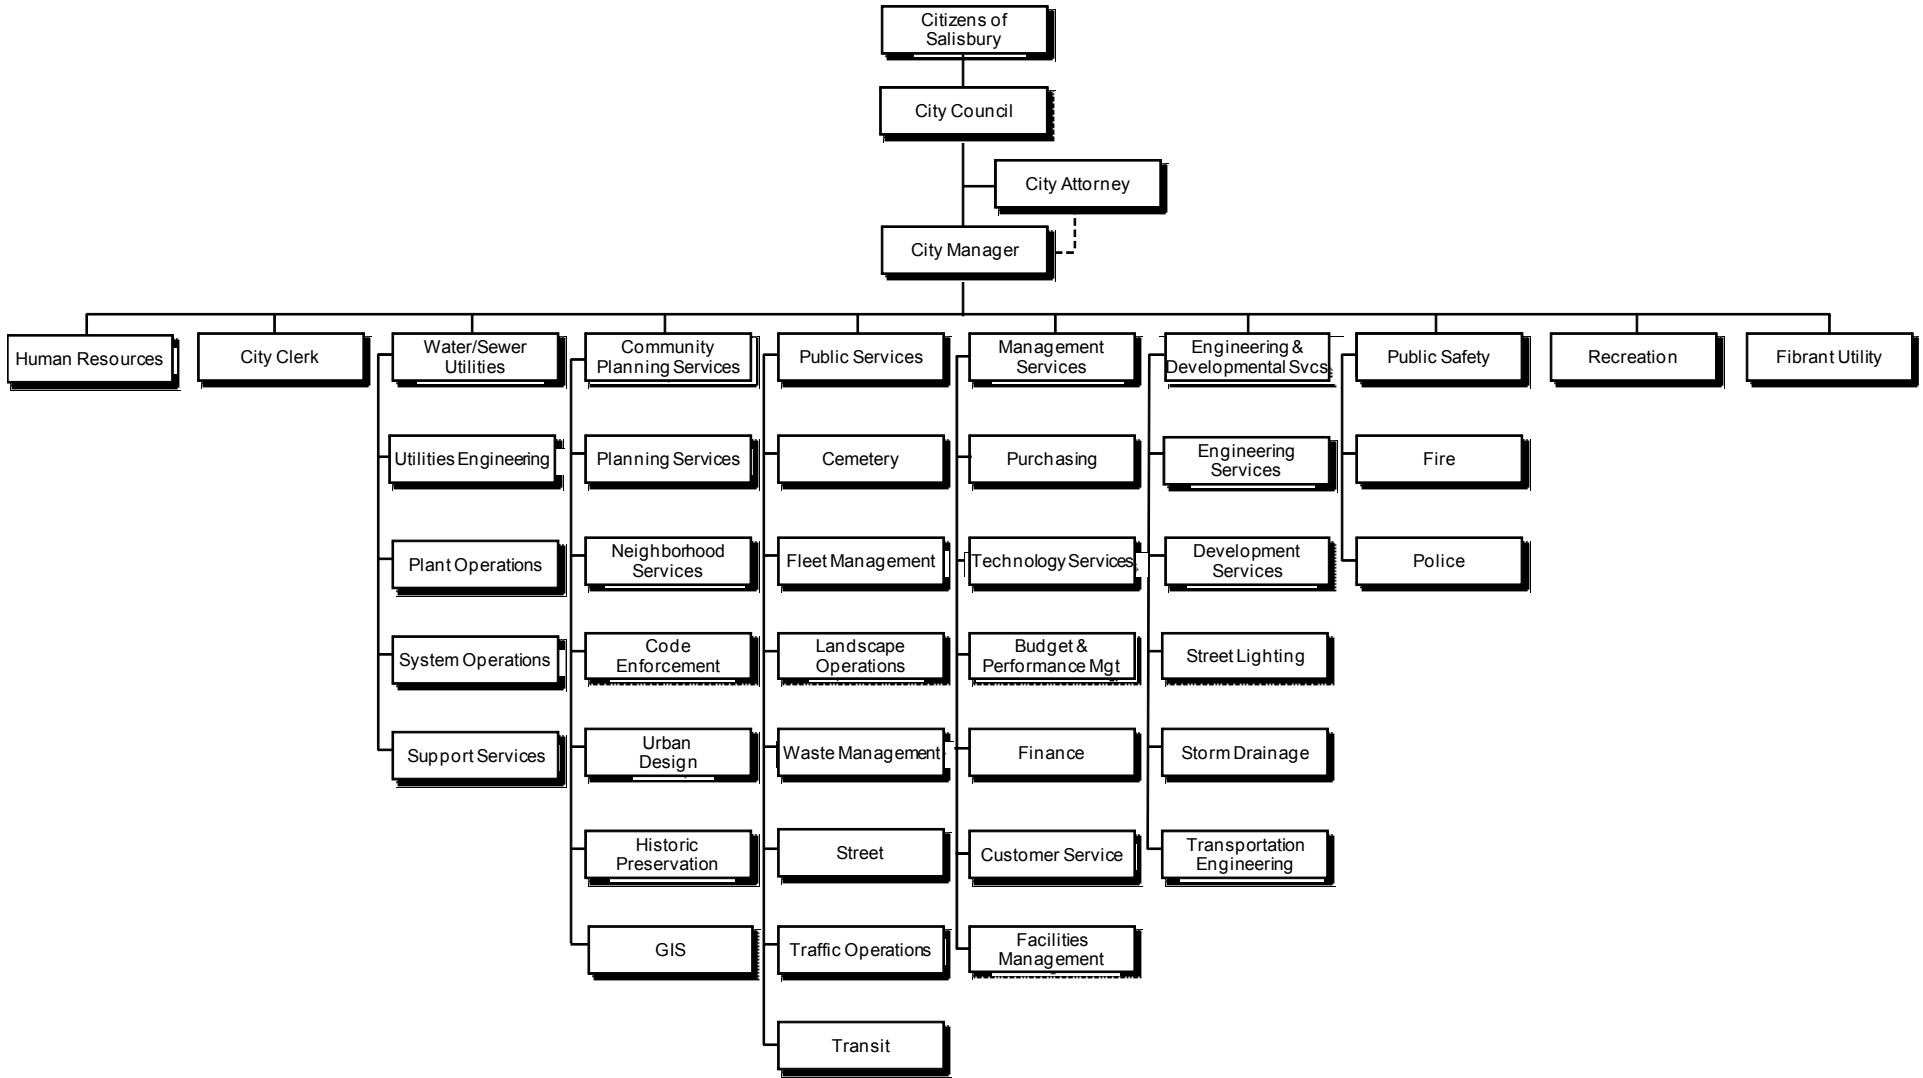 Citizens of
Salisbury
City Council
City Attorney
City Manager
Human Resources
City Clerk
Water/Sewer
Utilities
Community
Planning Services
Public Services
Management
Services
Engineering &
Developmental Svcs
Public Safety
Recreation
Fibrant Utility
Utilities Engineering
Planning Services
Cemetery
Purchasing
Engineering
Services
Fire
Plant Operations
Neighborhood
Services
Fleet Management
Technology Services
Development
Services
Police
System Operations
Code
Enforcement
Landscape
Operations
Budget &
Performance Mgt
Street Lighting
Support Services
Urban
Design
Waste Management
Finance
Storm Drainage
Historic
Preservation
Street
Customer Service
Transportation
Engineering
GIS
Traffic Operations
Facilities
Management
Transit